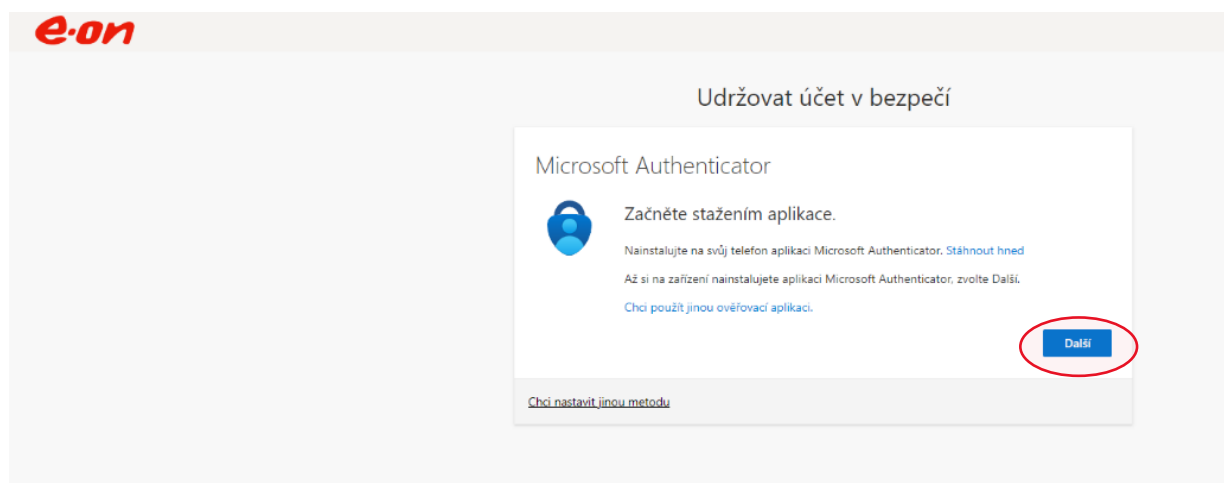 e·on
Udržovat účet v bezpečí
Microsoft Authenticator
Začněte stažením aplikace.
Nainstalujte na svůj telefon aplikaci Microsoft Authenticator. Stáhnout hned
Až si na zařízení nainstalujete aplikaci Microsoft Authenticator, zvolte Další.
Chci použít jinou ověřovací aplikaci.
Další
Chci nastavit jinou metodu